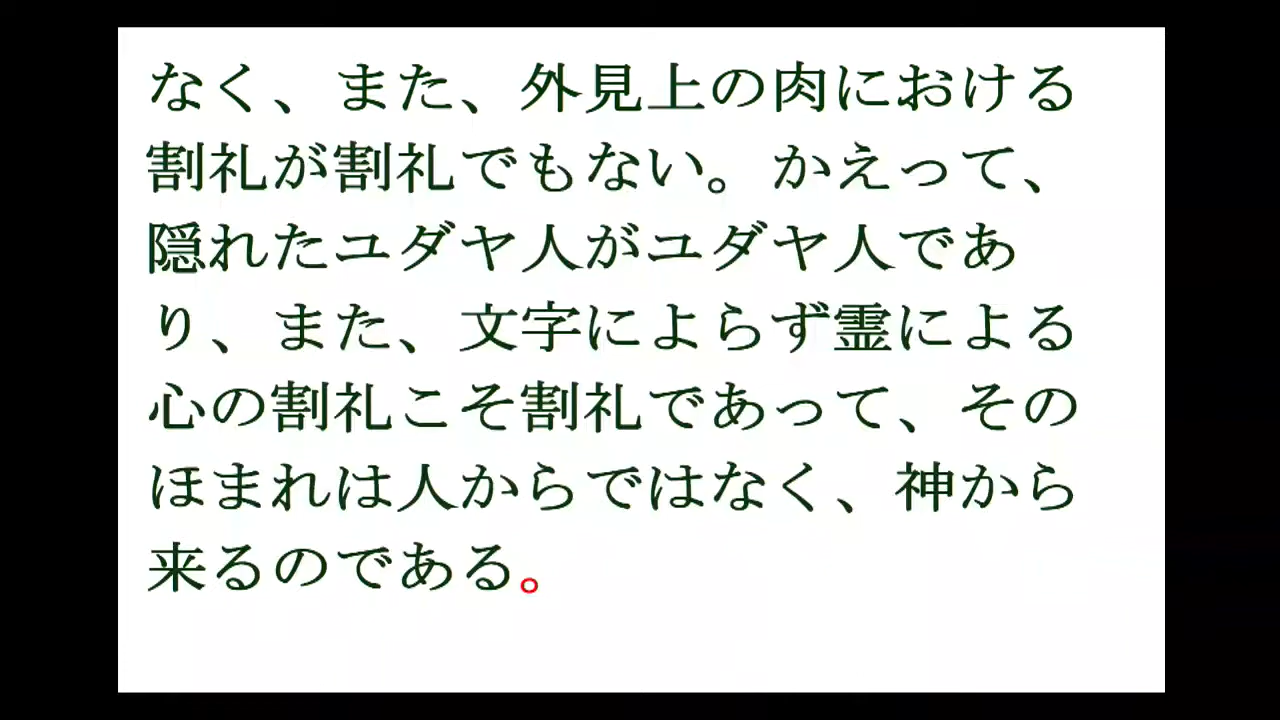 なく、また、外見上の肉における
割礼が割礼でもない。かえって、
隠れたユダヤ人がユダヤ人であ
り、また、文字によらず霊による
心の割礼こそ割礼であって、その
ほまれは人からではなく、神から
来るのである。